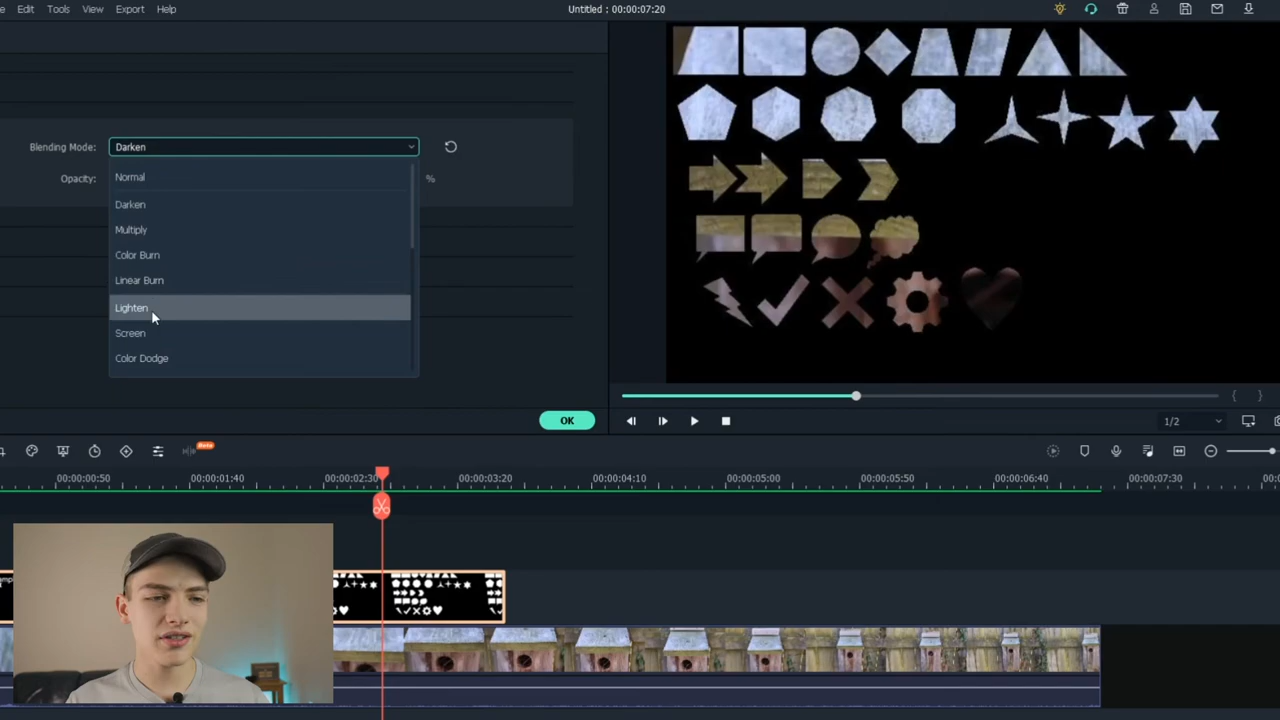 Edit Tools View Export Help
Untitled : 00:00:07:20
Blending Mode: Darken
Normal
Opacity: %
Darken
Multiply
Color Burn
Linear Burn
Lighten
Screen
Color Dodge
OK
1/2
Beta
00:00:00:50 00:00:01:40 00:00:02:30 00:00:03:20 00:00:04:10 00:00:05:00 00:00:05:50 00:00:06:40 00:00:07:30